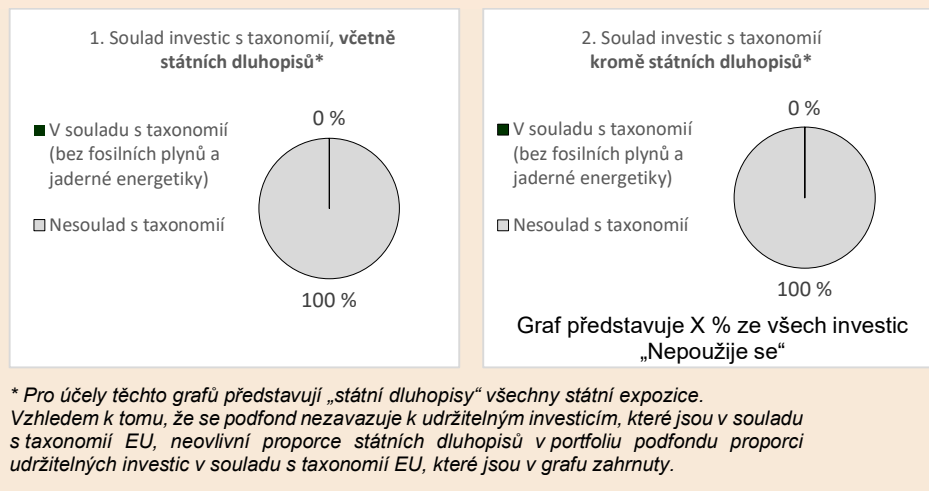 1. Soulad investic s taxonomií, včetně
státních dluhopisů*
V souladu s taxonomií
(bez fosilních plynů a
jaderné energetiky)
Nesoulad s taxonomií
0 %
100 %
2. Soulad investic s taxonomií
kromě státních dluhopisů*
V souladu s taxonomií
(bez fosilních plynů a
jaderné energetiky)
Nesoulad s taxonomií
0 %
100 %
Graf představuje X % ze všech investic
„Nepoužije se“
* Pro účely těchto grafů představují „státní dluhopisy“ všechny státní expozice.
Vzhledem k tomu, že se podfond nezavazuje k udržitelným investicím, které jsou v souladu
s taxonomií EU, neovlivní proporce státních dluhopisů v portfoliu podfondu proporci
udržitelných investic v souladu s taxonomií EU, které jsou v grafu zahrnuty.